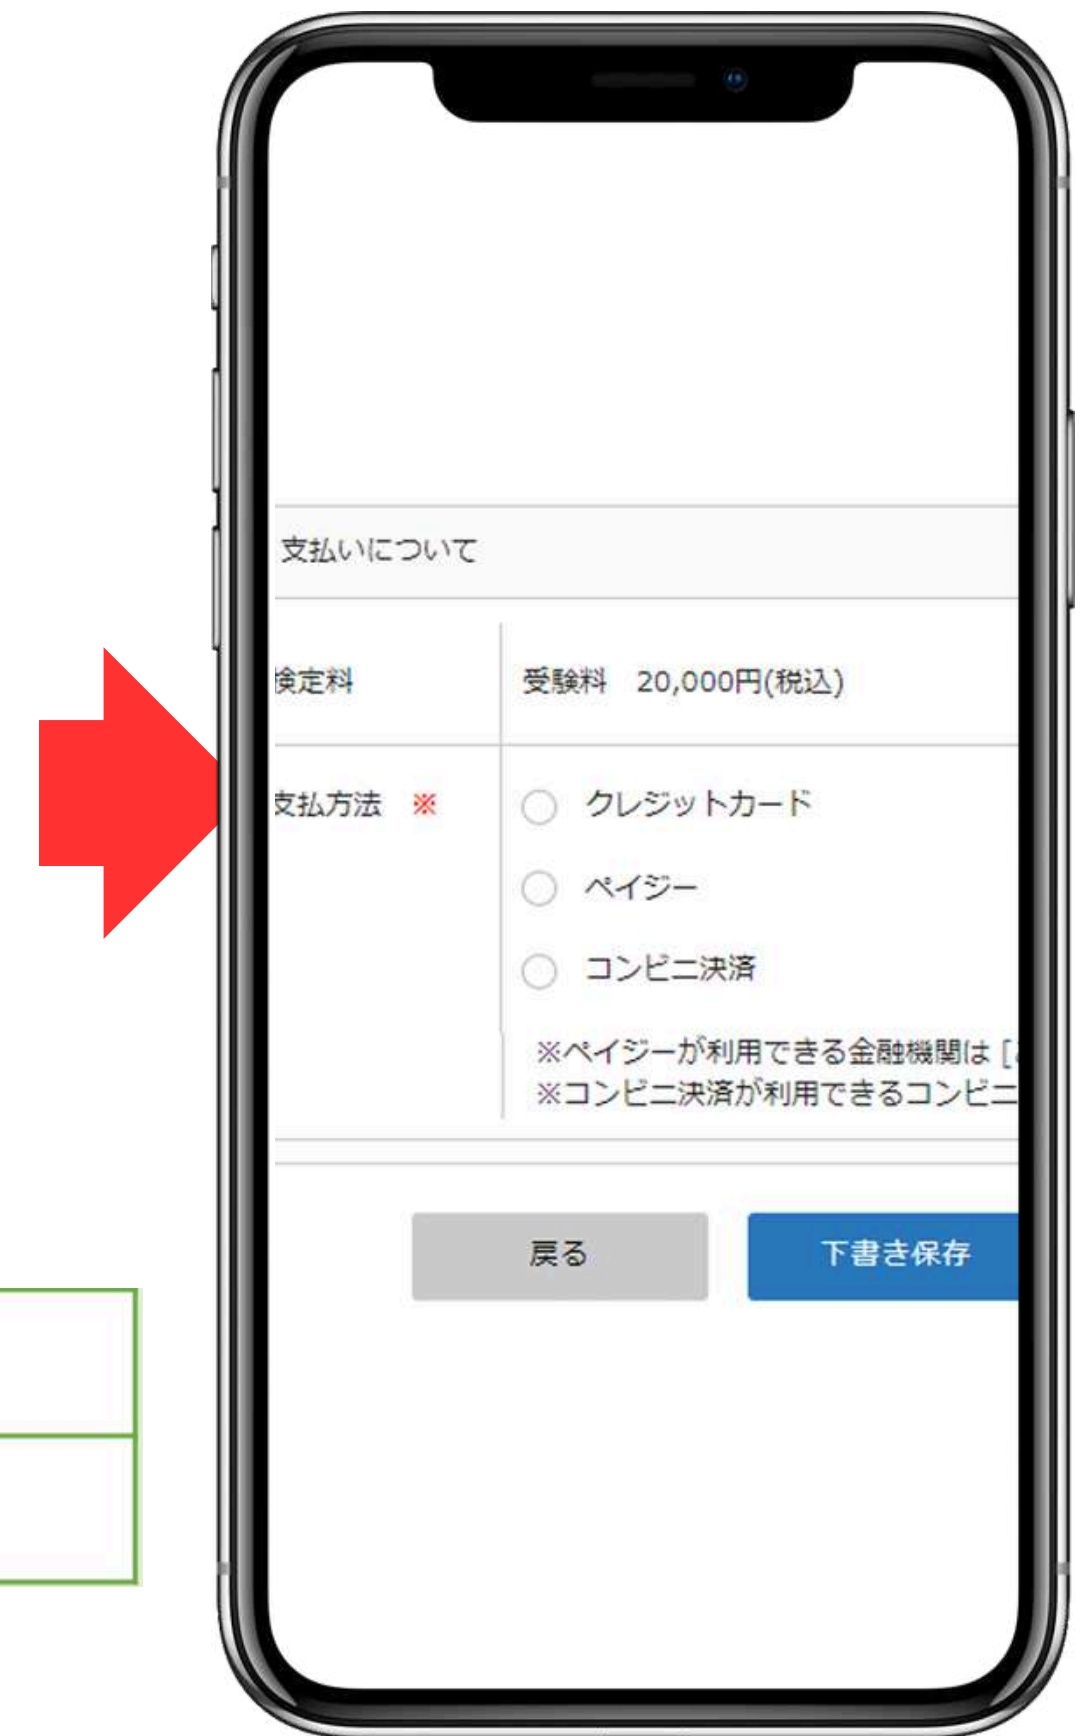 支払いについて
検定料
受験料 20,000円(税込)
支払方法 ※
クレジットカード
ペイジー
コンビニ決済
※ペイジーが利用できる金融機関は [
※コンビニ決済が利用できるコンビニ
戻る
下書き保存